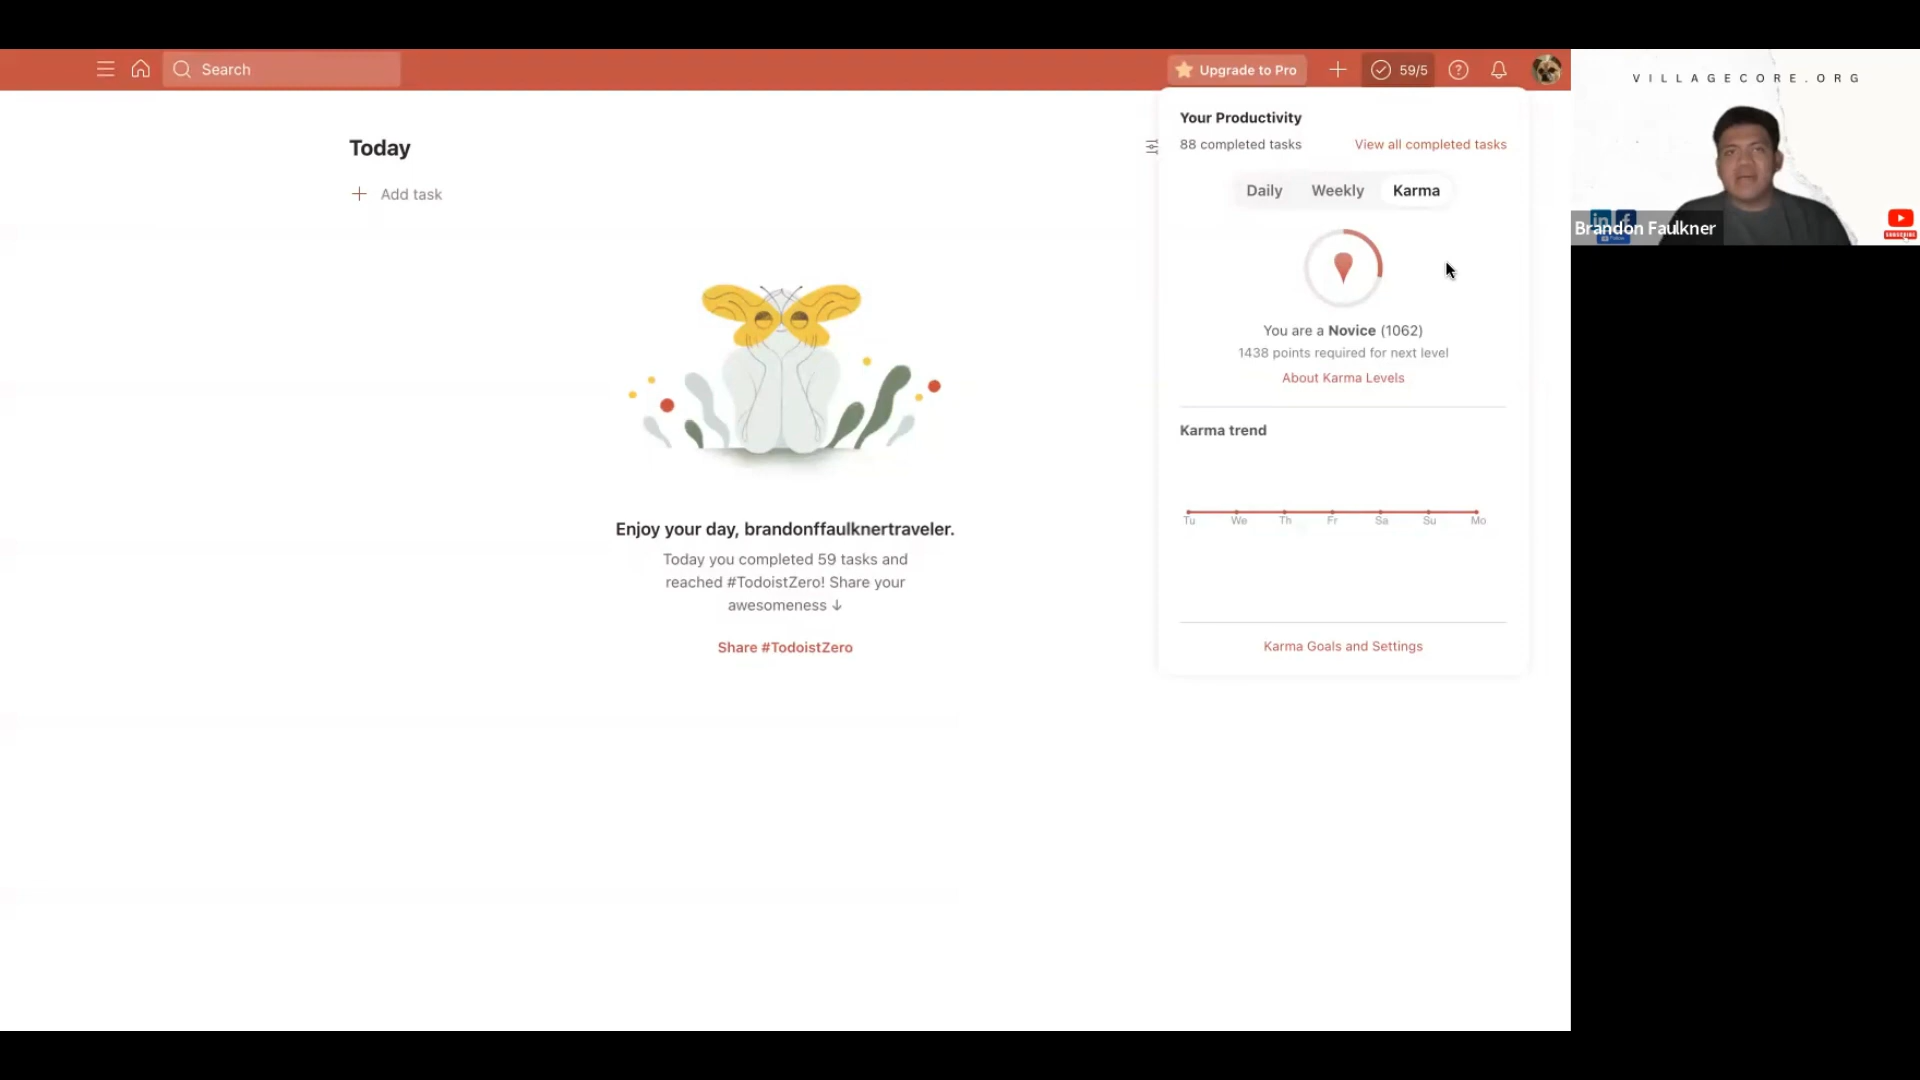 Search
Upgrade to Pro
59/5
VILLAGECORE.ORG
Your Productivity
88 completed tasks
View all completed tasks
Today
Add task
Daily
Weekly
Karma
in
f
Brandon Faulkner
You are a Novice (1062)
1438 points required for next level
About Karma Levels
Karma trend
Tu We Th Fr Sa Su Mo
Enjoy your day, brandonffaulknertraveler.
Today you completed 59 tasks and
reached #TodoistZero! Share your
awesomeness ↓
Share #TodoistZero
Karma Goals and Settings